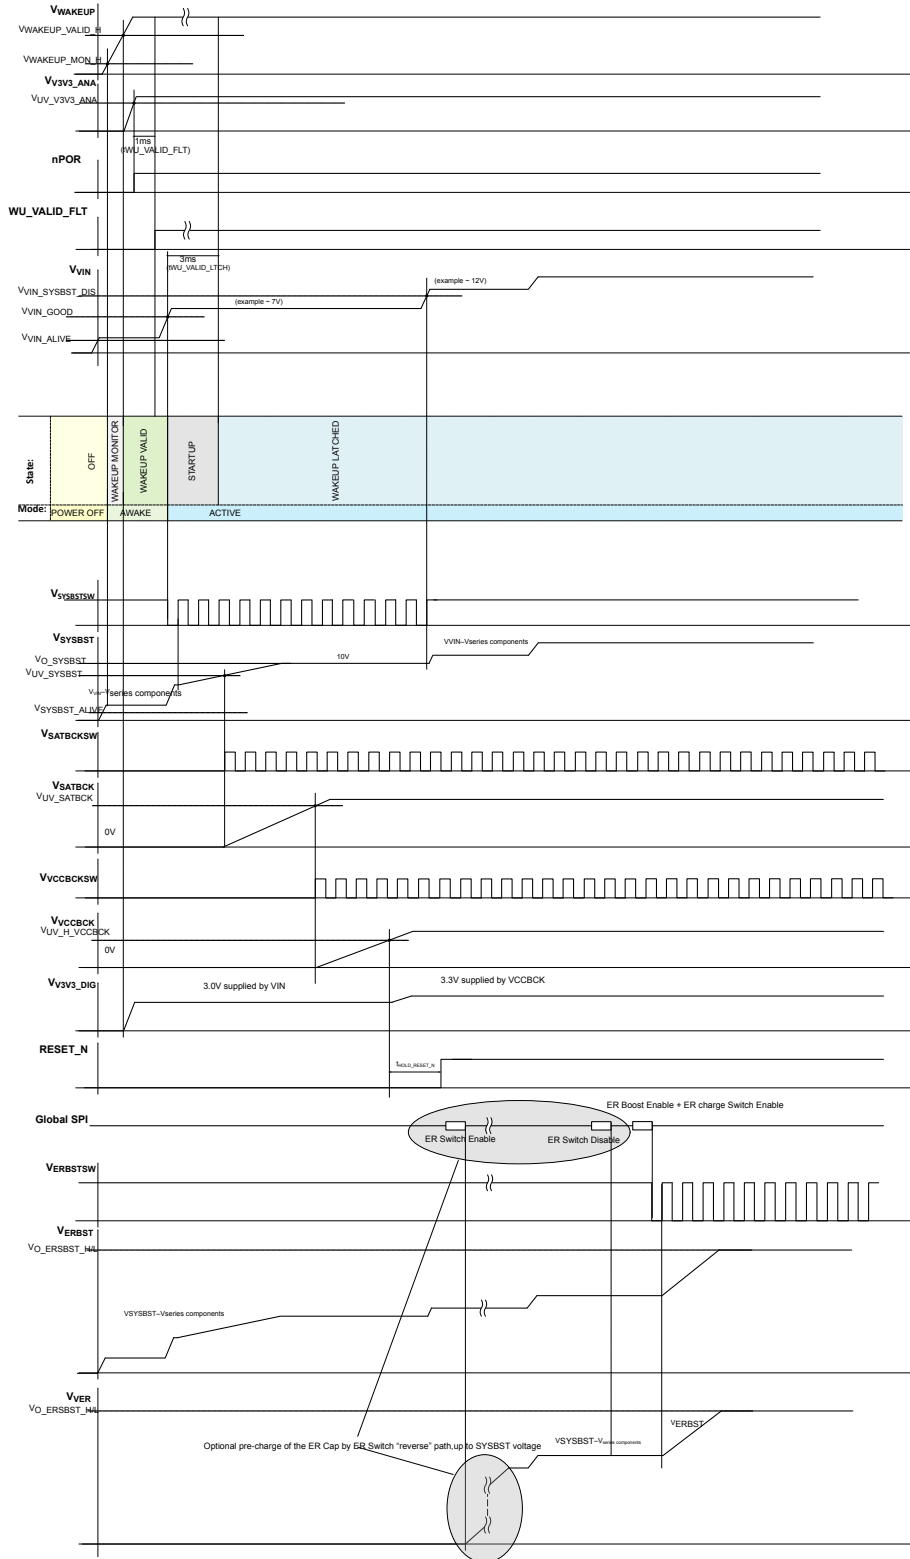 VWAKEUP
VWAKEUP_VALID_H
VWAKEUP_MON_H
VV3V3_ANA
VUV_V3V3_ANA
1ms
(tWU_VALID_FLT)
nPOR
WU_VALID_FLT
3ms
(tWU_VALID_LTCH)
VVIN
VVIN_SYSBST_DIS
(example ~ 12V)
(example ~ 7V)
VVIN_GOOD
VVIN_ALIVE
State:
OFF
WAKEUP MONITOR
WAKEUP VALID
STARTUP
WAKEUP LATCHED
Mode:
POWER OFF
AWAKE
ACTIVE
VSYSBSTSW
VSYSBST
VVIN–Vseries components
VO_SYSBST
10V
VUV_SYSBST
VVIN–Vseries components
VSYSBST_ALIVE
VSATBCKSW
VSATBCK
VUV_SATBCK
0V
VVCCBCKSW
VVCCBCK
VUV_H_VCCBCK
0V
VV3V3_DIG
3.0V supplied by VIN
3.3V supplied by VCCBCK
RESET_N
tHOLD_RESET_N
ER Boost Enable + ER charge Switch Enable
Global SPI
ER Switch Enable
ER Switch Disable
VERBSTSW
VERBST
VO_ERSBST_H/L
VSYSBST–Vseries components
VVER
VO_ERSBST_H/L
VERBST
VSYSBST–Vseries components
Optional pre-charge of the ER Cap by ER Switch “reverse” path,up to SYSBST voltage